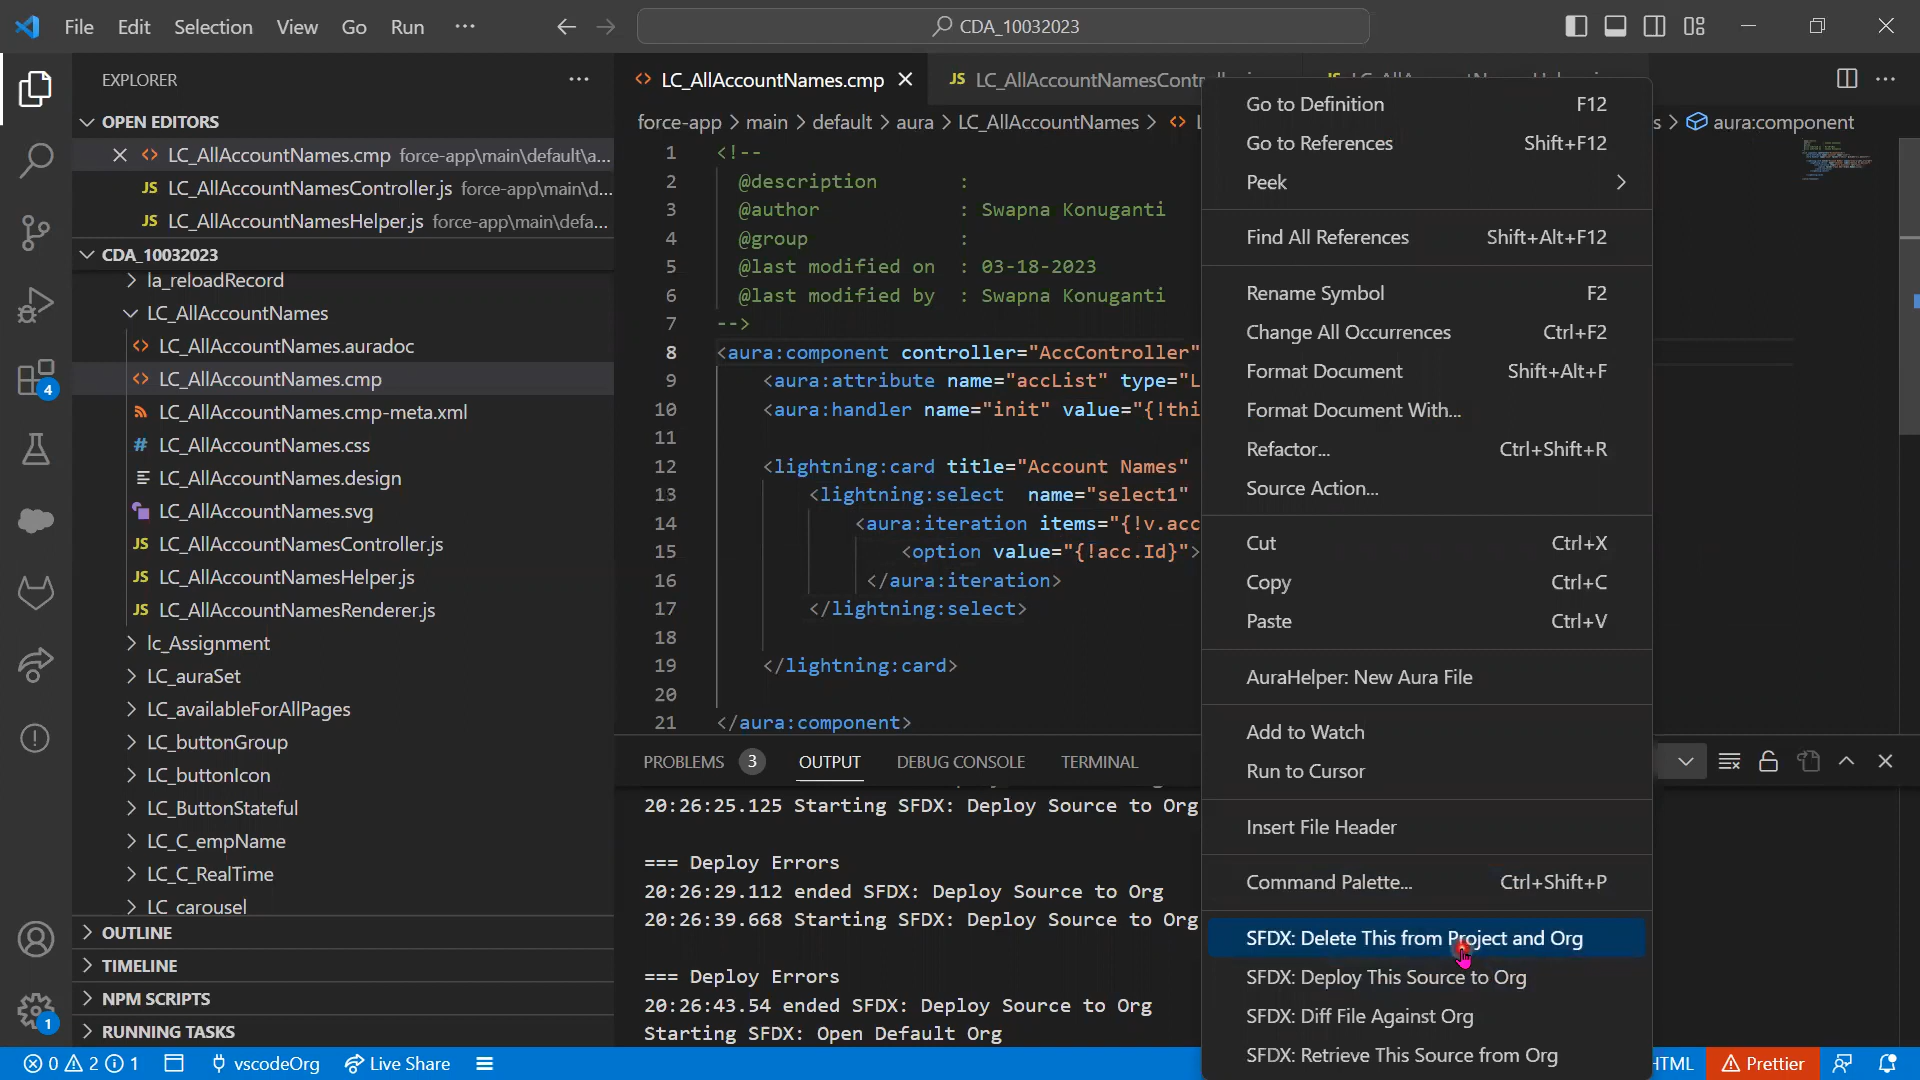 File Edit Selection View Go Run ··· CDA_10032023
EXPLORER
OPEN EDITORS
LC_AllAccountNames.cmp force-app\main\default\a...
JS LC_AllAccountNamesController.js force-app\main\d...
JS LC_AllAccountNamesHelper.js force-app\main\defa...
CDA_10032023
la_reloadRecord
LC_AllAccountNames
LC_AllAccountNames.auradoc
LC_AllAccountNames.cmp
LC_AllAccountNames.cmp-meta.xml
# LC_AllAccountNames.css
LC_AllAccountNames.design
LC_AllAccountNames.svg
JS LC_AllAccountNamesController.js
JS LC_AllAccountNamesHelper.js
JS LC_AllAccountNamesRenderer.js
lc_Assignment
LC_auraSet
LC_availableForAllPages
LC_buttonGroup
LC_buttonIcon
LC_ButtonStateful
LC_C_empName
LC_C_RealTime
LC_carousel
OUTLINE
TIMELINE
NPM SCRIPTS
RUNNING TASKS
4
1
LC_AllAccountNames.cmp JS LC_AllAccountNamesContr
force-app > main > default > aura > LC_AllAccountNames > aura:component
1 <!--
2 @description :
3 @author : Swapna Konuganti
4 @group :
5 @last modified on : 03-18-2023
6 @last modified by : Swapna Konuganti
7 -->
8 <aura:component controller="AccController"
9 <aura:attribute name="accList" type="L
10 <aura:handler name="init" value="{!thi
11
12 <lightning:card title="Account Names"
13 <lightning:select name="select1"
14 <aura:iteration items="{!v.acc
15 <option value="{!acc.Id}">
16 </aura:iteration>
17 </lightning:select>
18
19 </lightning:card>
20
21 </aura:component>
PROBLEMS 3 OUTPUT DEBUG CONSOLE TERMINAL
20:26:25.125 Starting SFDX: Deploy Source to Org
=== Deploy Errors
20:26:29.112 ended SFDX: Deploy Source to Org
20:26:39.668 Starting SFDX: Deploy Source to Org
=== Deploy Errors
20:26:43.54 ended SFDX: Deploy Source to Org
Starting SFDX: Open Default Org
Go to Definition F12
Go to References Shift+F12
Peek
Find All References Shift+Alt+F12
Rename Symbol F2
Change All Occurrences Ctrl+F2
Format Document Shift+Alt+F
Format Document With...
Refactor... Ctrl+Shift+R
Source Action...
Cut Ctrl+X
Copy Ctrl+C
Paste Ctrl+V
AuraHelper: New Aura File
Add to Watch
Run to Cursor
Insert File Header
Command Palette... Ctrl+Shift+P
SFDX: Delete This from Project and Org
SFDX: Deploy This Source to Org
SFDX: Diff File Against Org
SFDX: Retrieve This Source from Org
0 2 1 vscodeOrg Live Share HTML Prettier